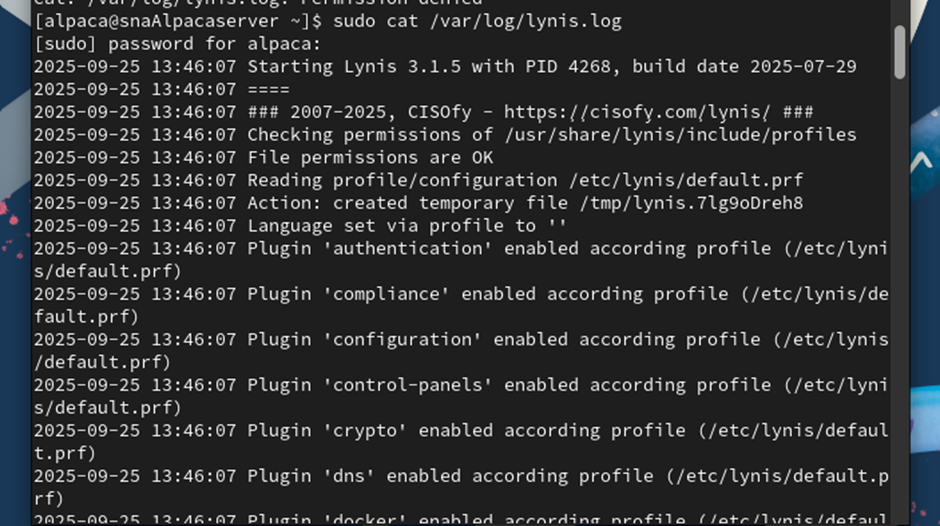 cat: /var/log/lynis.log: Permission denied
[alpaca@snaAlpacaserver ~]$ sudo cat /var/log/lynis.log
[sudo] password for alpaca:
2025-09-25 13:46:07 Starting Lynis 3.1.5 with PID 4268, build date 2025-07-29
2025-09-25 13:46:07 ====
2025-09-25 13:46:07 ### 2007-2025, CISOfy - https://cisofy.com/lynis/ ###
2025-09-25 13:46:07 Checking permissions of /usr/share/lynis/include/profiles
2025-09-25 13:46:07 File permissions are OK
2025-09-25 13:46:07 Reading profile/configuration /etc/lynis/default.prf
2025-09-25 13:46:07 Action: created temporary file /tmp/lynis.7lg9oDreh8
2025-09-25 13:46:07 Language set via profile to ''
2025-09-25 13:46:07 Plugin 'authentication' enabled according profile (/etc/lyni
s/default.prf)
2025-09-25 13:46:07 Plugin 'compliance' enabled according profile (/etc/lynis/de
fault.prf)
2025-09-25 13:46:07 Plugin 'configuration' enabled according profile (/etc/lynis
/default.prf)
2025-09-25 13:46:07 Plugin 'control-panels' enabled according profile (/etc/lyni
s/default.prf)
2025-09-25 13:46:07 Plugin 'crypto' enabled according profile (/etc/lynis/defaul
t.prf)
2025-09-25 13:46:07 Plugin 'dns' enabled according profile (/etc/lynis/default.p
rf)
2025-09-25 13:46:07 Plugin 'docker' enabled according profile (/etc/lynis/defaul